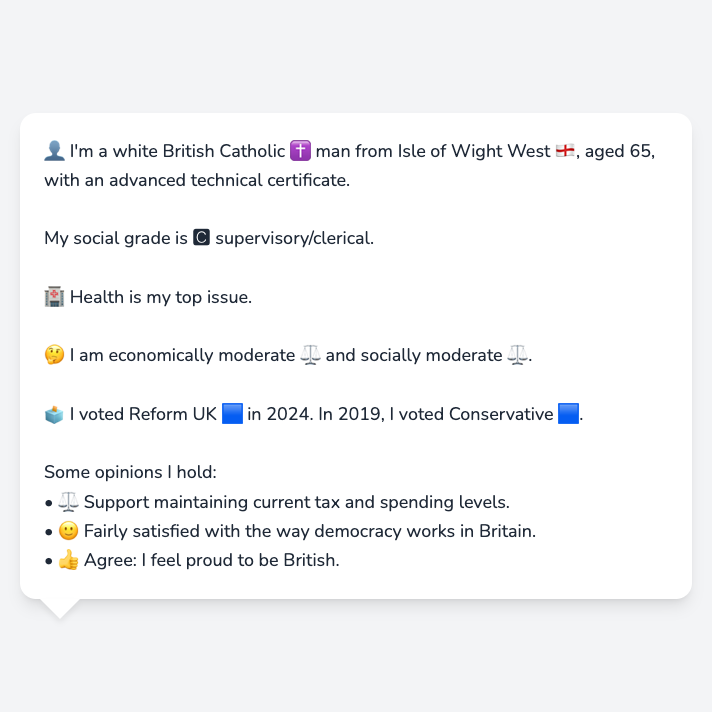 👤 I'm a white British Catholic ✝️ man from Isle of Wight West 🏴󠁧󠁢󠁥󠁮󠁧󠁿, aged 65,
with an advanced technical certificate.
My social grade is 🅲 supervisory/clerical.
🏥 Health is my top issue.
🤔 I am economically moderate ⚖️ and socially moderate ⚖️.
🗳️ I voted Reform UK 🟦 in 2024. In 2019, I voted Conservative 🟦.
Some opinions I hold:
• ⚖️ Support maintaining current tax and spending levels.
• 🙂 Fairly satisfied with the way democracy works in Britain.
• 👍 Agree: I feel proud to be British.